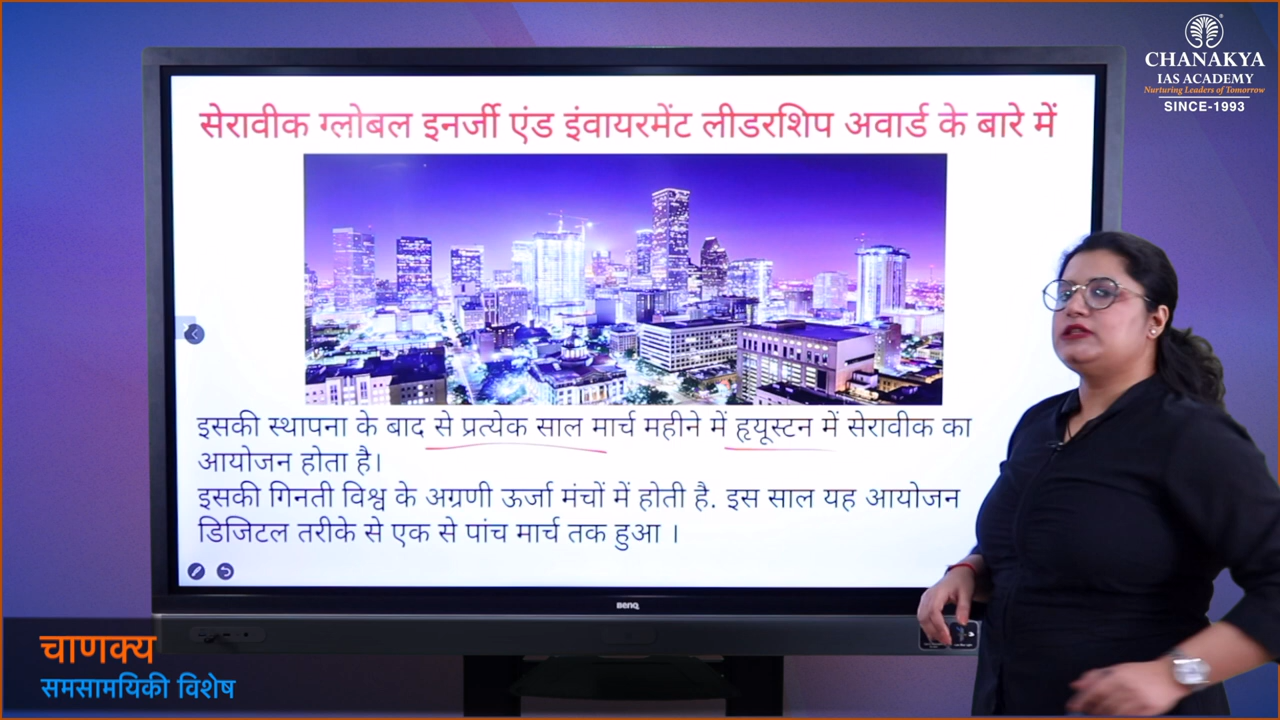 CHANAKYA
IAS ACADEMY
Nurturing Leaders of Tomorrow
SINCE-1993
सेरावीक ग्लोबल इनर्जी एंड इंवायरमेंट लीडरशिप अवार्ड के बारे में
इसकी स्थापना के बाद से प्रत्येक साल मार्च महीने में हृयूस्टन में सेरावीक का
आयोजन होता है।
इसकी गिनती विश्व के अग्रणी ऊर्जा मंचों में होती है. इस साल यह आयोजन
डिजिटल तरीके से एक से पांच मार्च तक हुआ ।
BenQ
चाणक्य
समसामयिकी विशेष